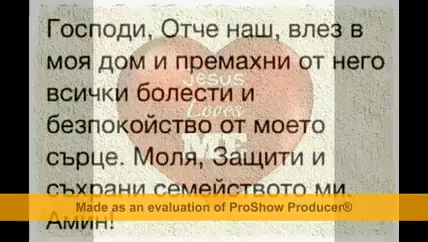 Господи, Отче наш, влез в
моя дом и премахни от него
всички болести и
безпокойство от моето
сърце. Моля, Защити и
съхрани семейството ми.
Амин!
Jesus
Loves
ME
Made as an evaluation of ProShow Producer®